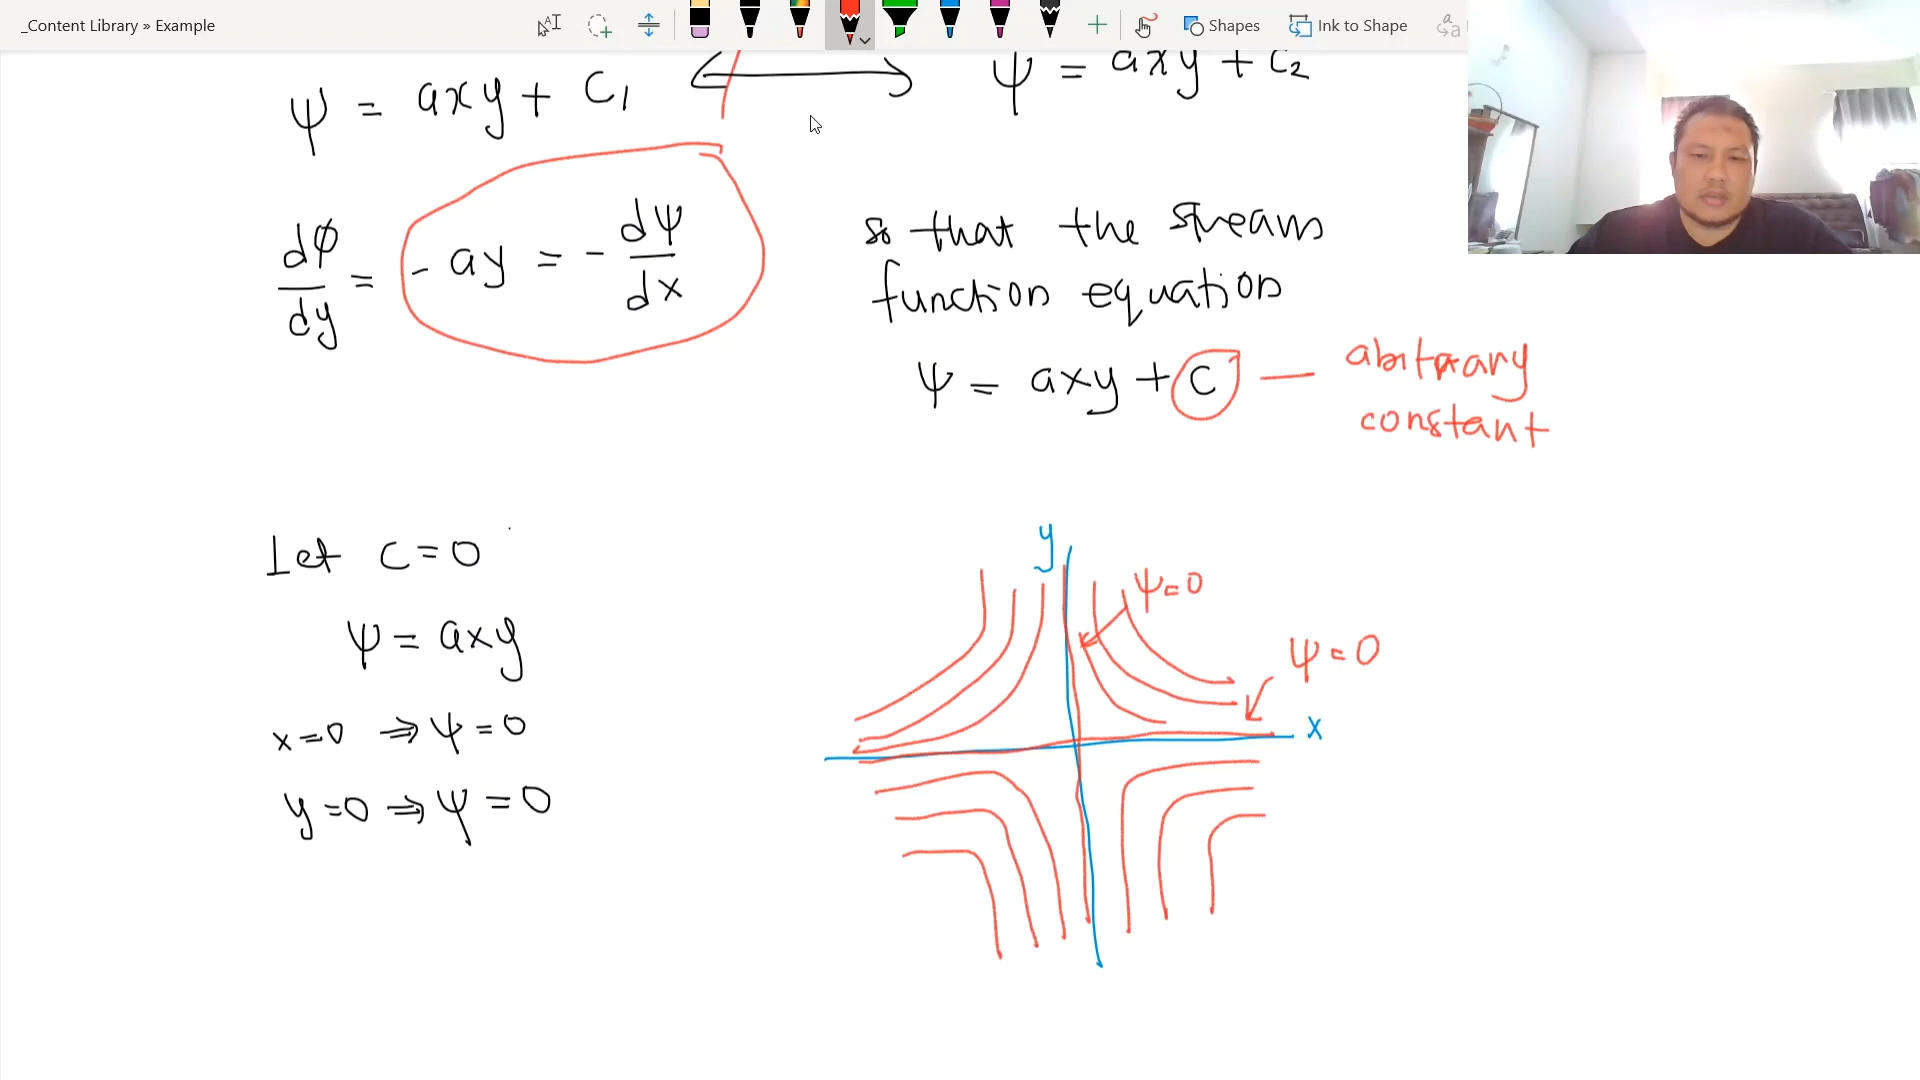 _Content Library » Example
Shapes
Ink to Shape
ψ = axy + C₁
ψ = axy + C₂
dφ/dy = - ay = - dψ/dx
so that the stream
function equation
ψ = axy + C — abitrary
constant
Let C = 0
ψ = axy
x = 0 ⇒ ψ = 0
y = 0 ⇒ ψ = 0
y
ψ = 0
ψ = 0
x